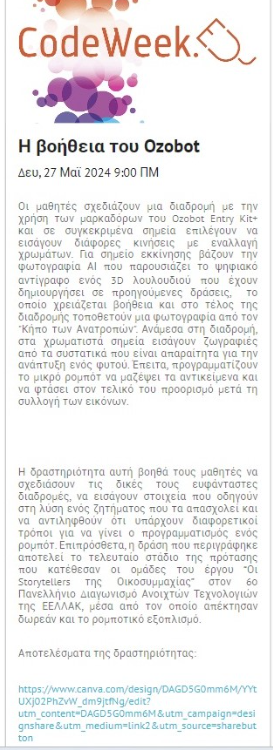 CodeWeek.
Η βοήθεια του Ozobot
Δευ, 27 Μαϊ 2024 9:00 ΠΜ
Οι μαθητές σχεδιάζουν μια διαδρομή με την
χρήση των μαρκαδόρων του Ozobot Entry Kit+
και σε συγκεκριμένα σημεία επιλέγουν να
εισάγουν διάφορες κινήσεις με εναλλαγή
χρωμάτων. Για σημείο εκκίνησης βάζουν την
φωτογραφία AI που παρουσιαζει το ψηφιακό
αντίγραφο ενός 3D λουλουδιού που έχουν
δημιουργήσει σε προηγούμενες δράσεις, το
οποίο χρειάζεται βοήθεια και στο τέλος της
διαδρομής τοποθετούν μια φωτογραφία από τον
"Κήπο των Ανατροπών". Ανάμεσα στη διαδρομή,
στα χρωματιστά σημεία εισάγουν ζωγραφιές
από τα συστατικά που είναι απαραίτητα για την
ανάπτυξη ενός φυτού. Έπειτα, προγραμματίζουν
το μικρό ρομπότ να μαζέψει τα αντικείμενα και
να φτάσει στον τελικό του προορισμό μετά τη
συλλογή των εικόνων.
Η δραστηριότητα αυτή βοηθά τους μαθητές να
σχεδιάσουν τις δικές τους ευφάνταστες
διαδρομές, να εισάγουν στοιχεία που οδηγούν
στη λύση ενός ζητήματος που τα απασχολεί και
να αντιληφθούν ότι υπάρχουν διαφορετικοί
τρόποι για να γίνει ο προγραμματισμός ενός
ρομπότ. Επιπρόσθετα, η δράση που περιγράφηκε
αποτελεί το τελευταίο στάδιο της πρότασης
που κατέθεσαν οι ομάδες του έργου "Οι
Storytellers της Οικοσυμμαχίας" στον 6ο
Πανελλήνιο Διαγωνισμό Ανοιχτών Τεχνολογιών
της ΕΕΛΛΑΚ, μέσα από τον οποίο απέκτησαν
δωρεάν και το ρομποτικό εξοπλισμό.
Αποτελέσματα της δραστηριότητας:
https://www.canva.com/design/DAGD5G0mm6M/YYt
UXj02PhZvW_dm9jtfNg/edit?
utm_content=DAGD5G0mm6M&utm_campaign=desi
gnshare&utm_medium=link2&utm_source=sharebut
ton